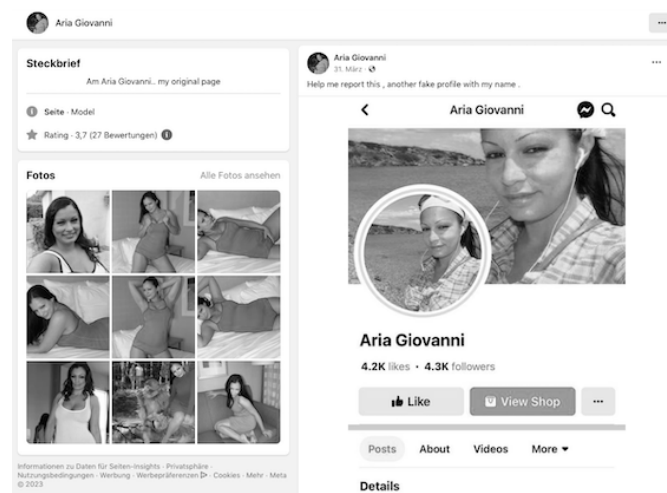 Aria Giovanni
Steckbrief
Am Aria Giovanni.. my original page
Seite · Model
Rating · 3,7 (27 Bewertungen)
Fotos
Alle Fotos ansehen
Informationen zu Daten für Seiten-Insights · Privatsphäre ·
Nutzungsbedingungen · Werbung · Werbepräferenzen · Cookies · Mehr · Meta
© 2023
Aria Giovanni
31. März ·
Help me report this , another fake profile with my name .
Aria Giovanni
Aria Giovanni
4.2K likes • 4.3K followers
Like
View Shop
Posts
About
Videos
More
Details